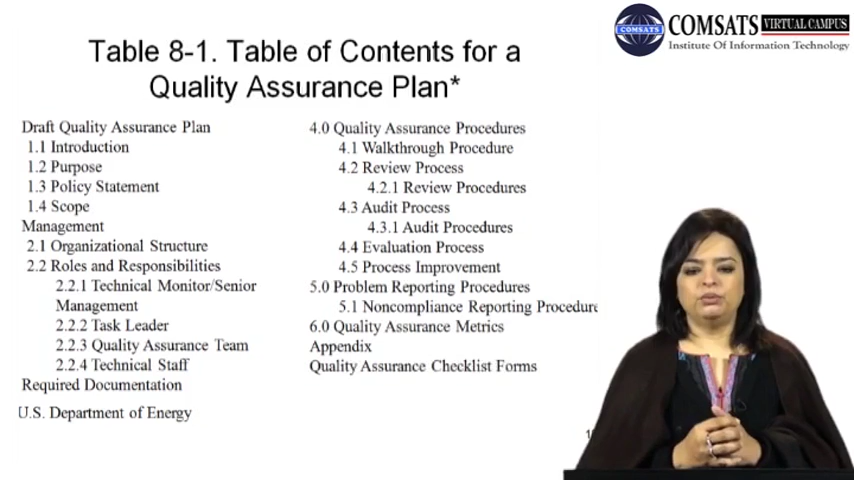 COMSATS VIRTUAL CAMPUS
Institute Of Information Technology
COMSATS
Table 8-1. Table of Contents for a
Quality Assurance Plan*
Draft Quality Assurance Plan
1.1 Introduction
1.2 Purpose
1.3 Policy Statement
1.4 Scope
Management
2.1 Organizational Structure
2.2 Roles and Responsibilities
2.2.1 Technical Monitor/Senior
Management
2.2.2 Task Leader
2.2.3 Quality Assurance Team
2.2.4 Technical Staff
Required Documentation
U.S. Department of Energy
4.0 Quality Assurance Procedures
4.1 Walkthrough Procedure
4.2 Review Process
4.2.1 Review Procedures
4.3 Audit Process
4.3.1 Audit Procedures
4.4 Evaluation Process
4.5 Process Improvement
5.0 Problem Reporting Procedures
5.1 Noncompliance Reporting Procedure
6.0 Quality Assurance Metrics
Appendix
Quality Assurance Checklist Forms